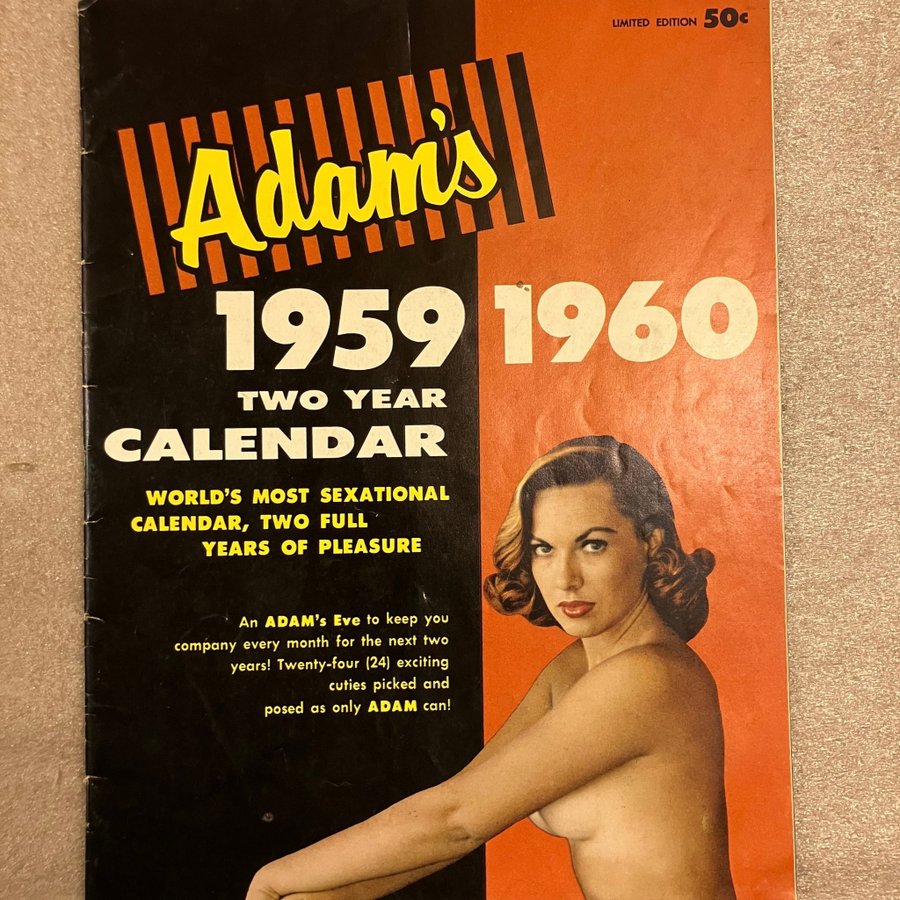 LIMITED EDITION 50¢
Adam's
1959 1960
TWO YEAR
CALENDAR
WORLD'S MOST SEXATIONAL
CALENDAR, TWO FULL
YEARS OF PLEASURE
An ADAM's Eve to keep you
company every month for the next two
years! Twenty-four (24) exciting
cuties picked and
posed as only ADAM can!